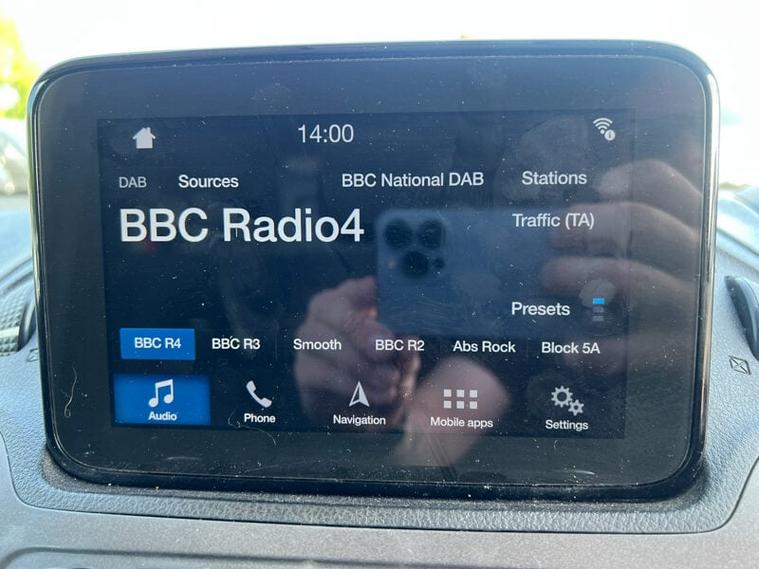 14:00
DAB Sources BBC National DAB Stations
BBC Radio4 Traffic (TA)
Presets
BBC R4 BBC R3 Smooth BBC R2 Abs Rock Block 5A
Audio Phone Navigation Mobile apps Settings